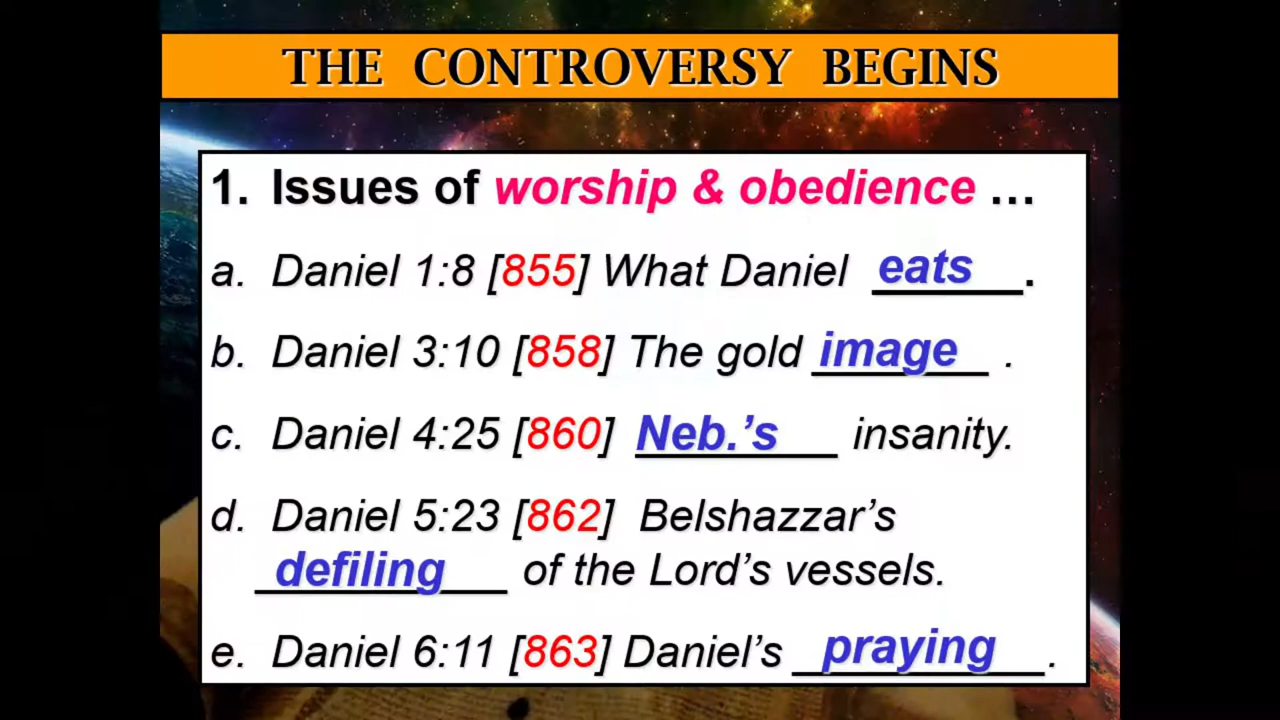 THE CONTROVERSY BEGINS
1. Issues of worship & obedience …
a. Daniel 1:8 [855] What Daniel eats.
b. Daniel 3:10 [858] The gold image .
c. Daniel 4:25 [860] Neb.’s insanity.
d. Daniel 5:23 [862] Belshazzar’s
defiling of the Lord’s vessels.
e. Daniel 6:11 [863] Daniel’s praying.